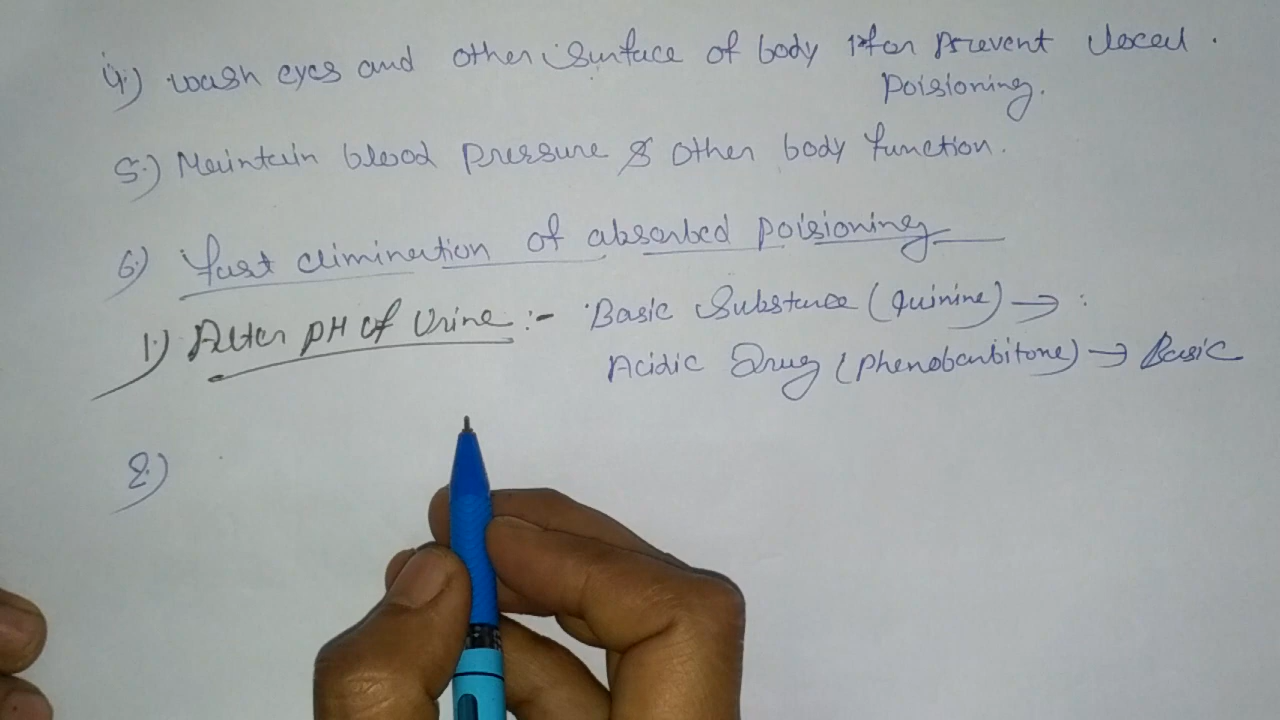 4.) wash eyes and other surface of body for prevent local.
poisioning.
5.) Maintain blood pressure & other body function.
6) fast elimination of absorbed poisioning
1.) Alter pH of Urine :- Basic Substance (quinine) → :
Acidic Drug (phenobarbitone) → Basic
2.)